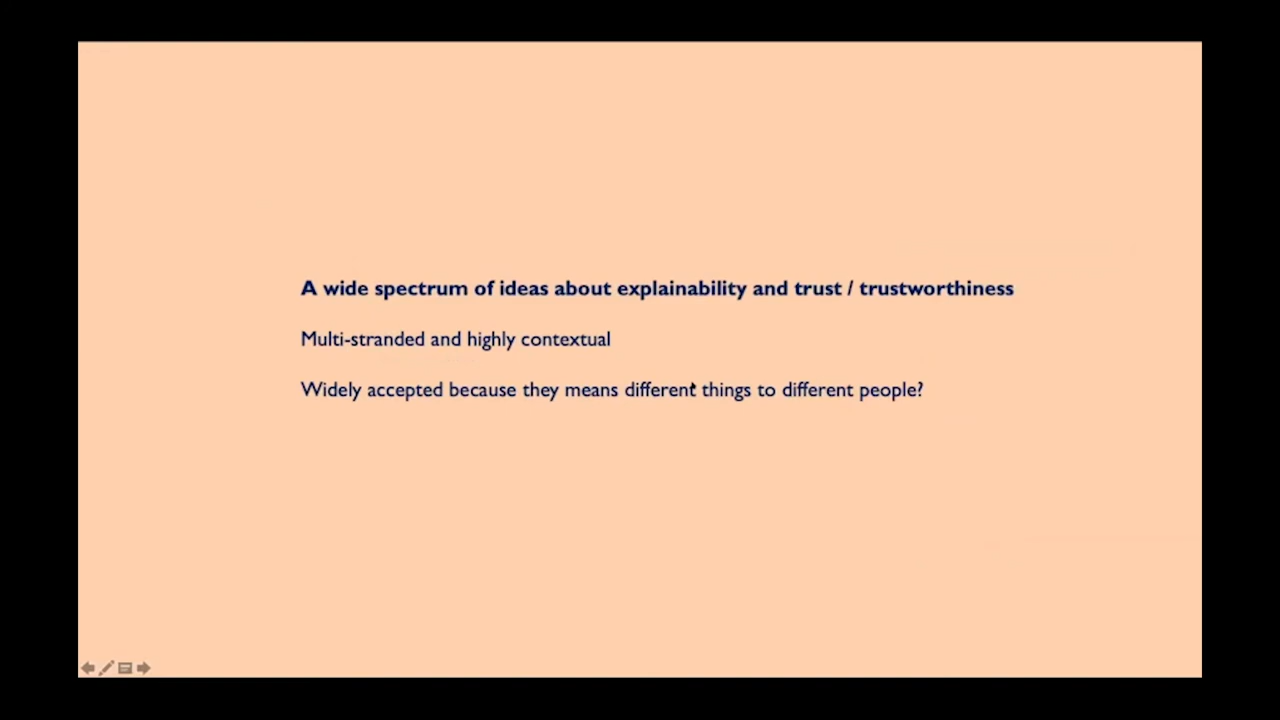 A wide spectrum of ideas about explainability and trust / trustworthiness
Multi-stranded and highly contextual
Widely accepted because they means different things to different people?